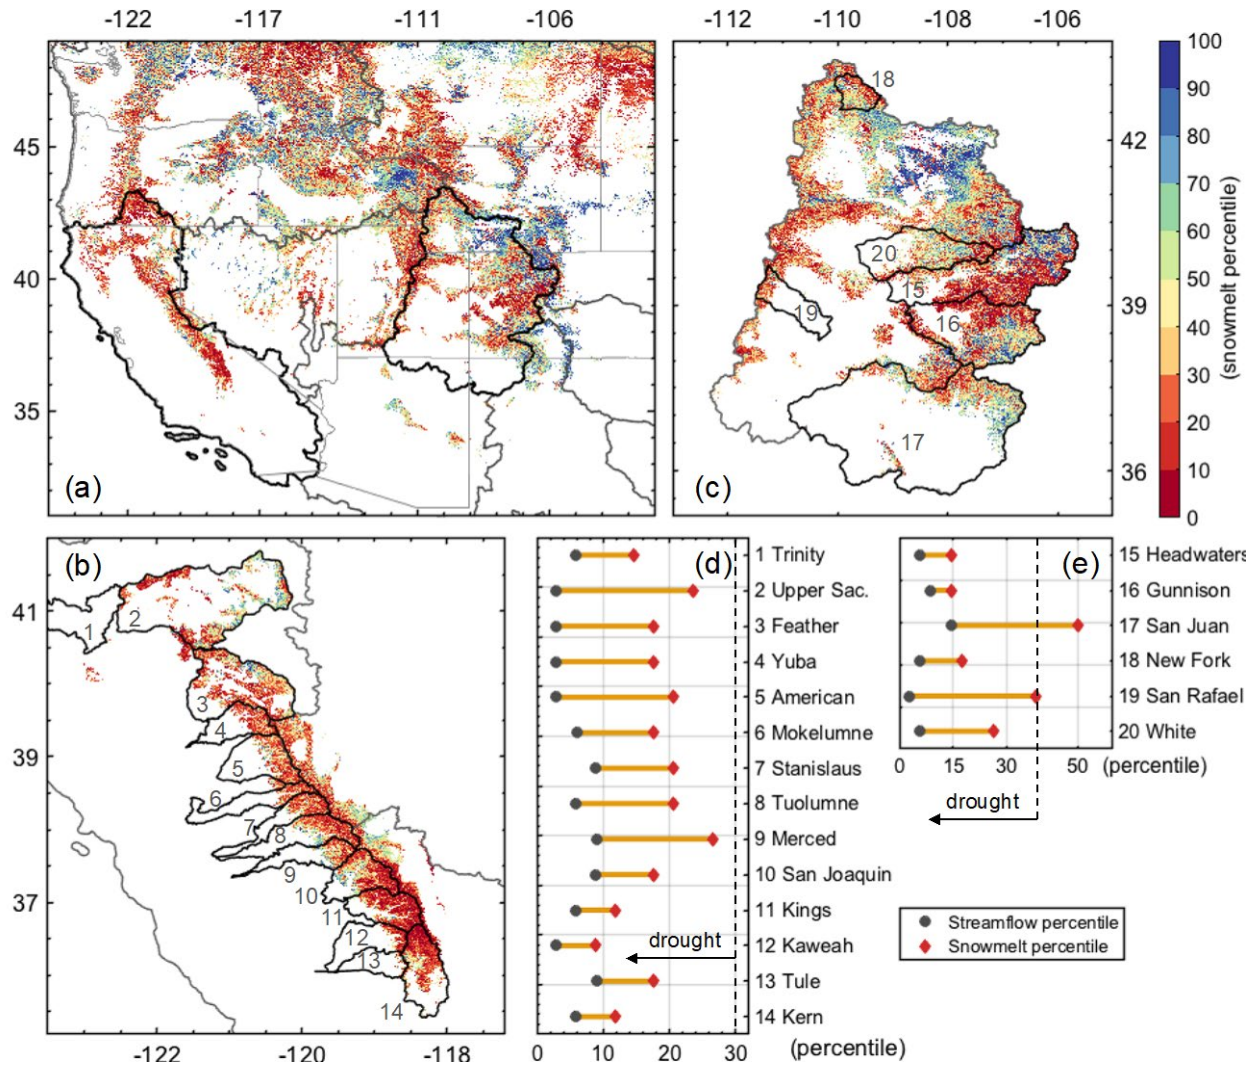 -122 -117 -111 -106
-112 -110 -108 -106
45
40
35
(a)
42
39
36
(c)
18
20
15
19
16
17
100
90
80
70
60
50
40
30
20
10
0
(snowmelt percentile)
(b)
41
39
37
1
2
3
4
5
6
7
8
9
10
11
12
13
14
-122 -120 -118
(d)
1 Trinity
2 Upper Sac.
3 Feather
4 Yuba
5 American
6 Mokelumne
7 Stanislaus
8 Tuolumne
9 Merced
10 San Joaquin
11 Kings
12 Kaweah
13 Tule
14 Kern
drought
0 10 20 30 (percentile)
(e)
15 Headwaters
16 Gunnison
17 San Juan
18 New Fork
19 San Rafael
20 White
0 15 30 50 (percentile)
drought
Streamflow percentile
Snowmelt percentile